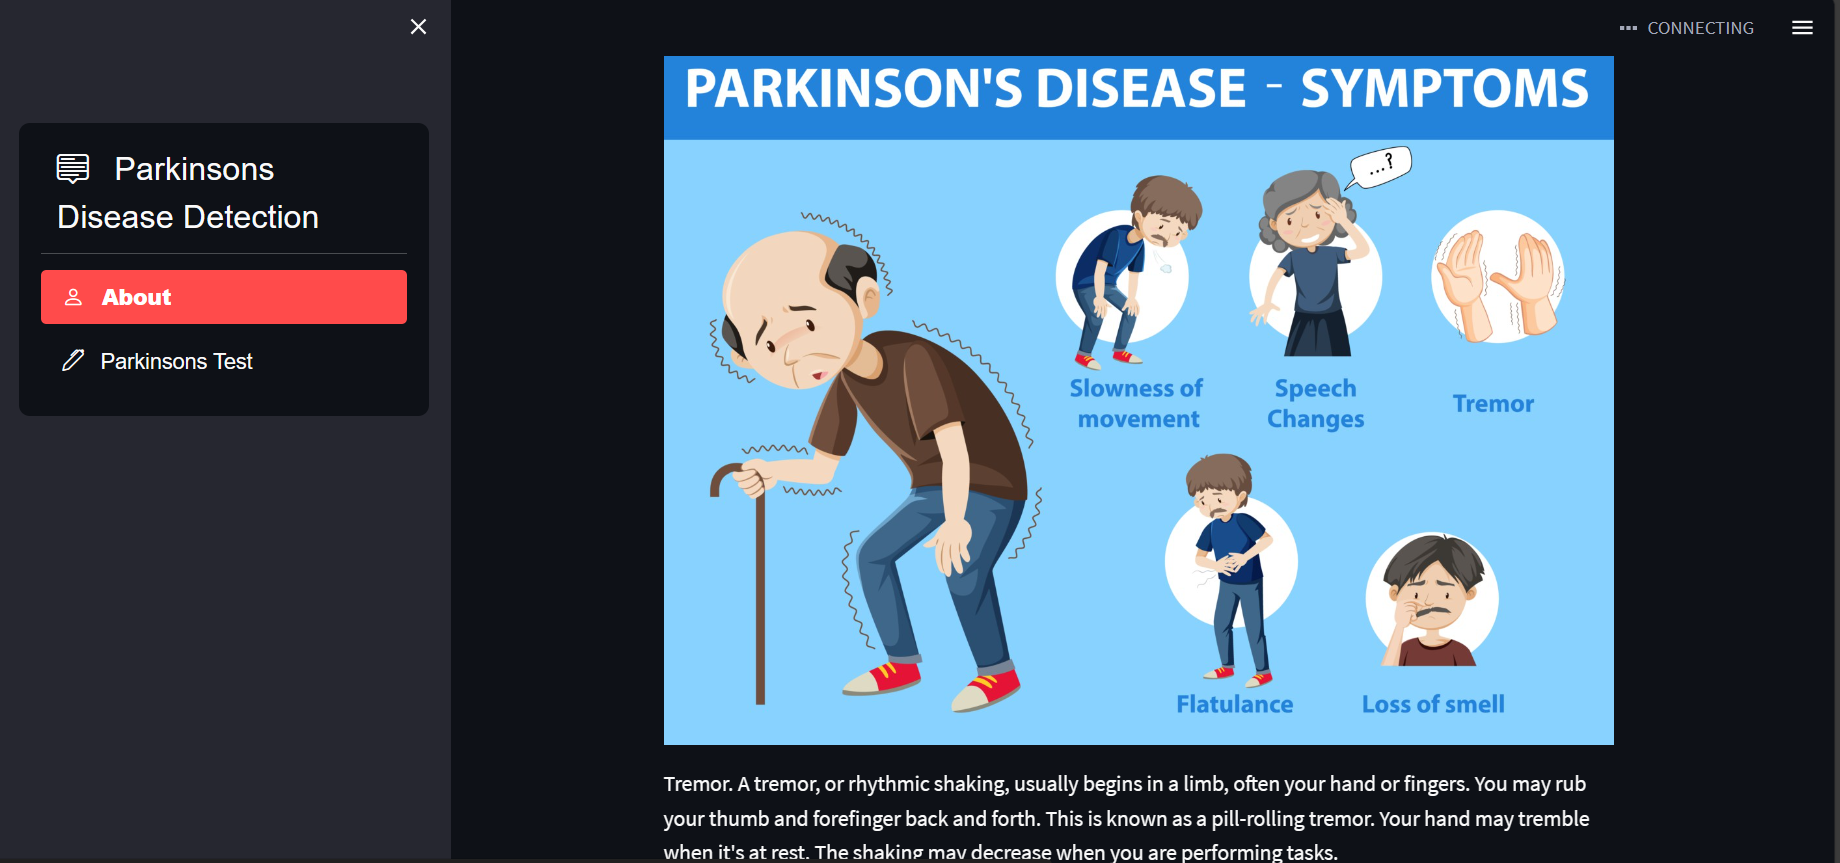 CONNECTING
Parkinsons
Disease Detection
About
Parkinsons Test
PARKINSON'S DISEASE - SYMPTOMS
...?
Slowness of
movement
Speech
Changes
Tremor
Flatulance
Loss of smell
Tremor. A tremor, or rhythmic shaking, usually begins in a limb, often your hand or fingers. You may rub
your thumb and forefinger back and forth. This is known as a pill-rolling tremor. Your hand may tremble
when it's at rest. The shaking may decrease when you are performing tasks.